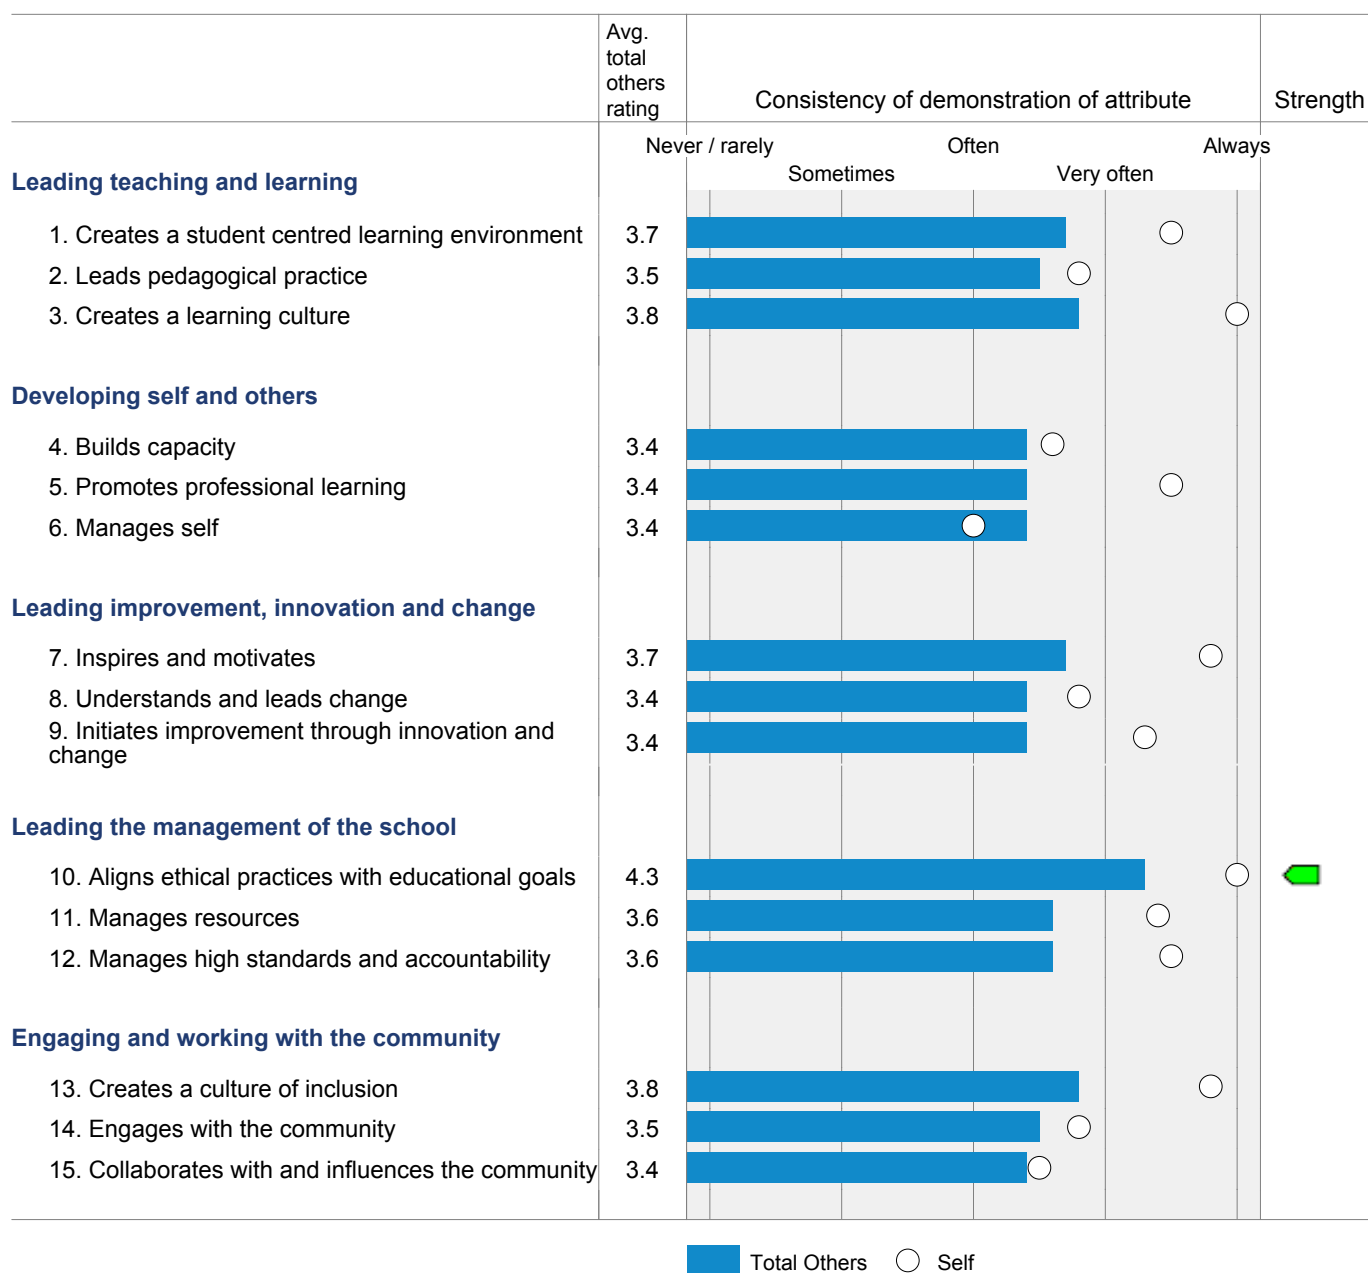 Avg.
total
others
rating
Consistency of demonstration of attribute
Strength
Never / rarely
Often
Always
Sometimes
Very often
Leading teaching and learning
1. Creates a student centred learning environment 3.7
2. Leads pedagogical practice 3.5
3. Creates a learning culture 3.8
Developing self and others
4. Builds capacity 3.4
5. Promotes professional learning 3.4
6. Manages self 3.4
Leading improvement, innovation and change
7. Inspires and motivates 3.7
8. Understands and leads change 3.4
9. Initiates improvement through innovation and
change 3.4
Leading the management of the school
10. Aligns ethical practices with educational goals 4.3
11. Manages resources 3.6
12. Manages high standards and accountability 3.6
Engaging and working with the community
13. Creates a culture of inclusion 3.8
14. Engages with the community 3.5
15. Collaborates with and influences the community 3.4
Total Others
Self